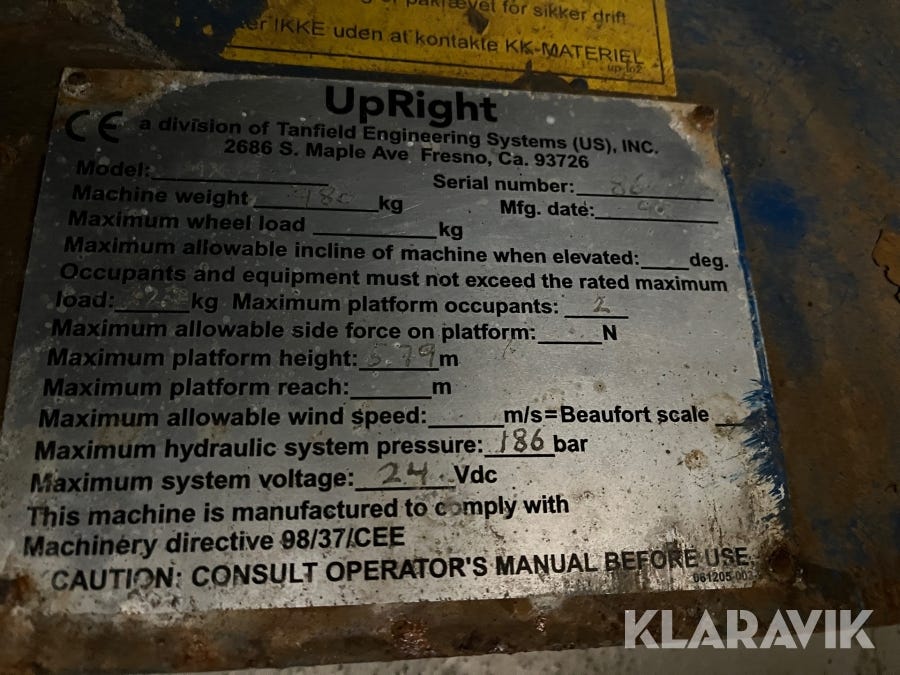 pakkævet for sikker drift.
IKKE uden at kontakte KK-MATERIEL
UpRight
CE a division of Tanfield Engineering Systems (US), INC.
2686 S. Maple Ave Fresno, Ca. 93726
Model:
Serial number:
Machine weight 980 kg
Mfg. date:
Maximum wheel load kg
Maximum allowable incline of machine when elevated: deg.
Occupants and equipment must not exceed the rated maximum
load: kg Maximum platform occupants: 2
Maximum allowable side force on platform: N
Maximum platform height: 5.79 m
Maximum platform reach: m
Maximum allowable wind speed: m/s=Beaufort scale
Maximum hydraulic system pressure: 186 bar
Maximum system voltage: 24 Vdc
This machine is manufactured to comply with
Machinery directive 98/37/CEE
CAUTION: CONSULT OPERATOR'S MANUAL BEFORE USE.
KLARAVIK